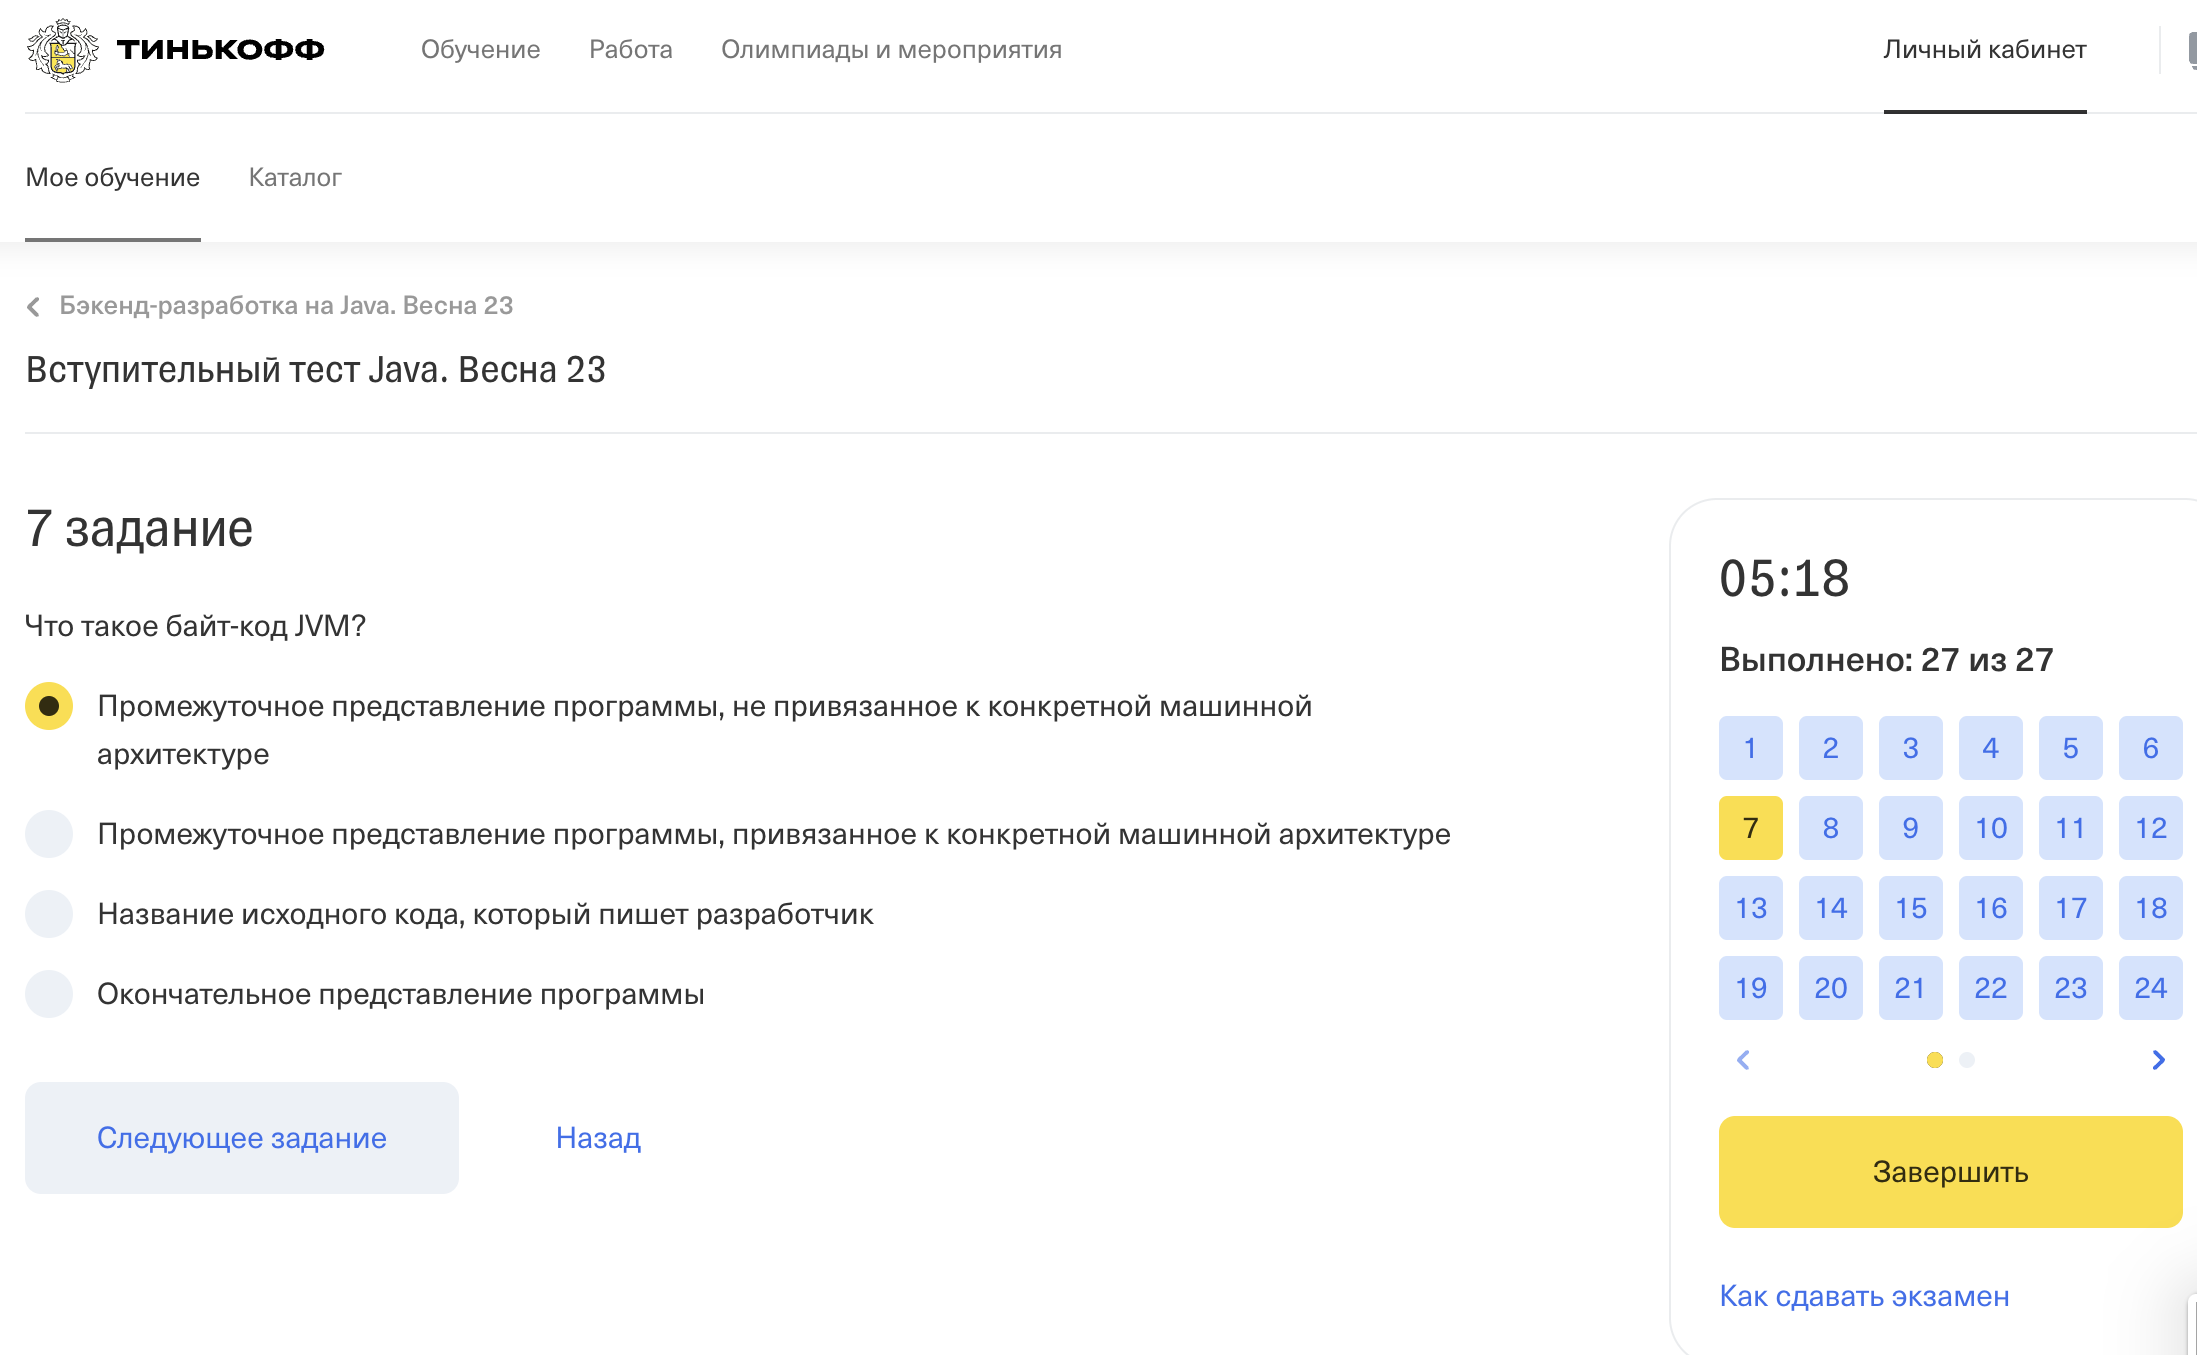 ТИНЬКОФФ
Обучение
Работа
Олимпиады и мероприятия
Личный кабинет
Мое обучение
Каталог
Бэкенд-разработка на Java. Весна 23
Вступительный тест Java. Весна 23
7 задание
Что такое байт-код JVM?
Промежуточное представление программы, не привязанное к конкретной машинной
архитектуре
Промежуточное представление программы, привязанное к конкретной машинной архитектуре
Название исходного кода, который пишет разработчик
Окончательное представление программы
Следующее задание
Назад
05:18
Выполнено: 27 из 27
1 2 3 4 5 6
7 8 9 10 11 12
13 14 15 16 17 18
19 20 21 22 23 24
Завершить
Как сдавать экзамен